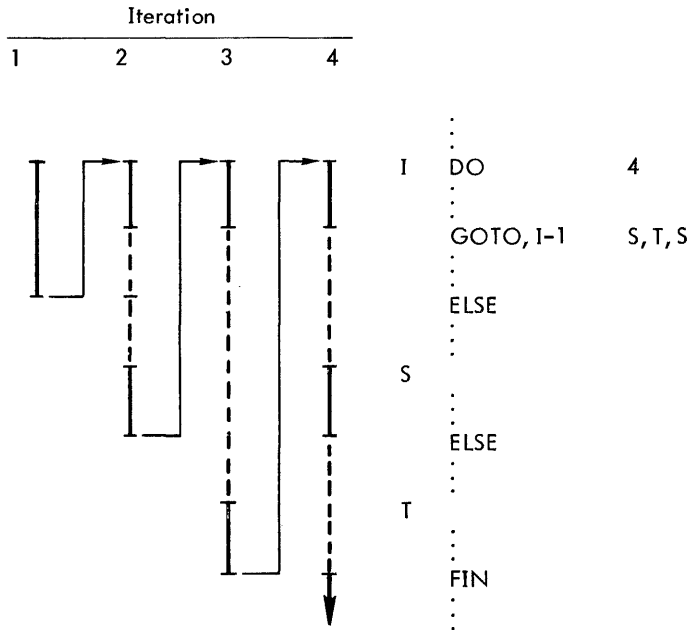 Iteration
1 2 3 4
I DO 4
GOTO, I-1 S, T, S
ELSE
S
ELSE
T
FIN